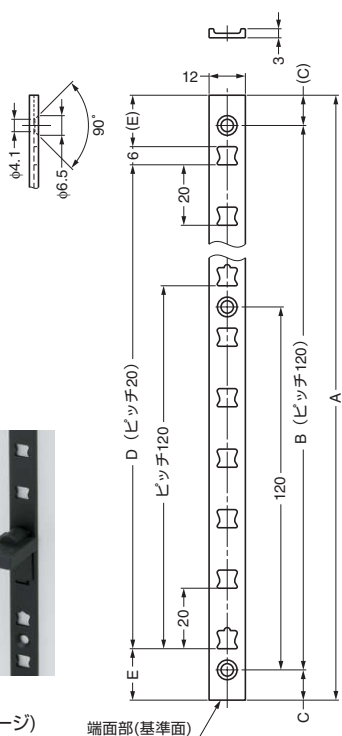 12
3
(C)
(E)
6
20
φ4.1
φ6.5
90°
D（ピッチ20）
ピッチ120
B（ピッチ120）
A
120
20
E
C
ージ)
端面部(基準面)